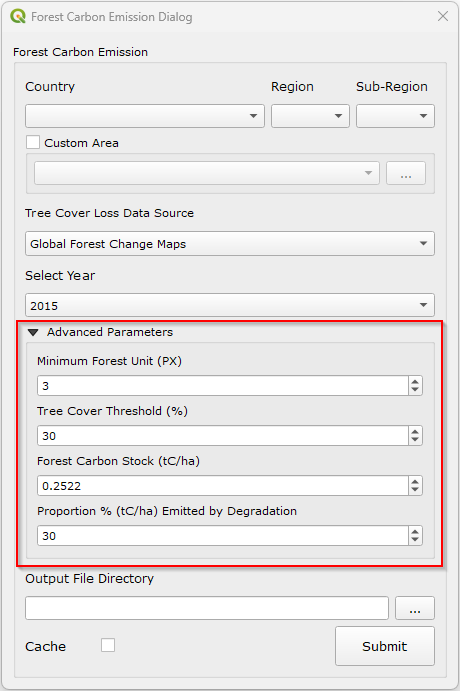 Forest Carbon Emission Dialog
Forest Carbon Emission
Country Region Sub-Region
Custom Area
...
Tree Cover Loss Data Source
Global Forest Change Maps
Select Year
2015
Advanced Parameters
Minimum Forest Unit (PX)
3
Tree Cover Threshold (%)
30
Forest Carbon Stock (tC/ha)
0.2522
Proportion % (tC/ha) Emitted by Degradation
30
Output File Directory
...
Cache Submit